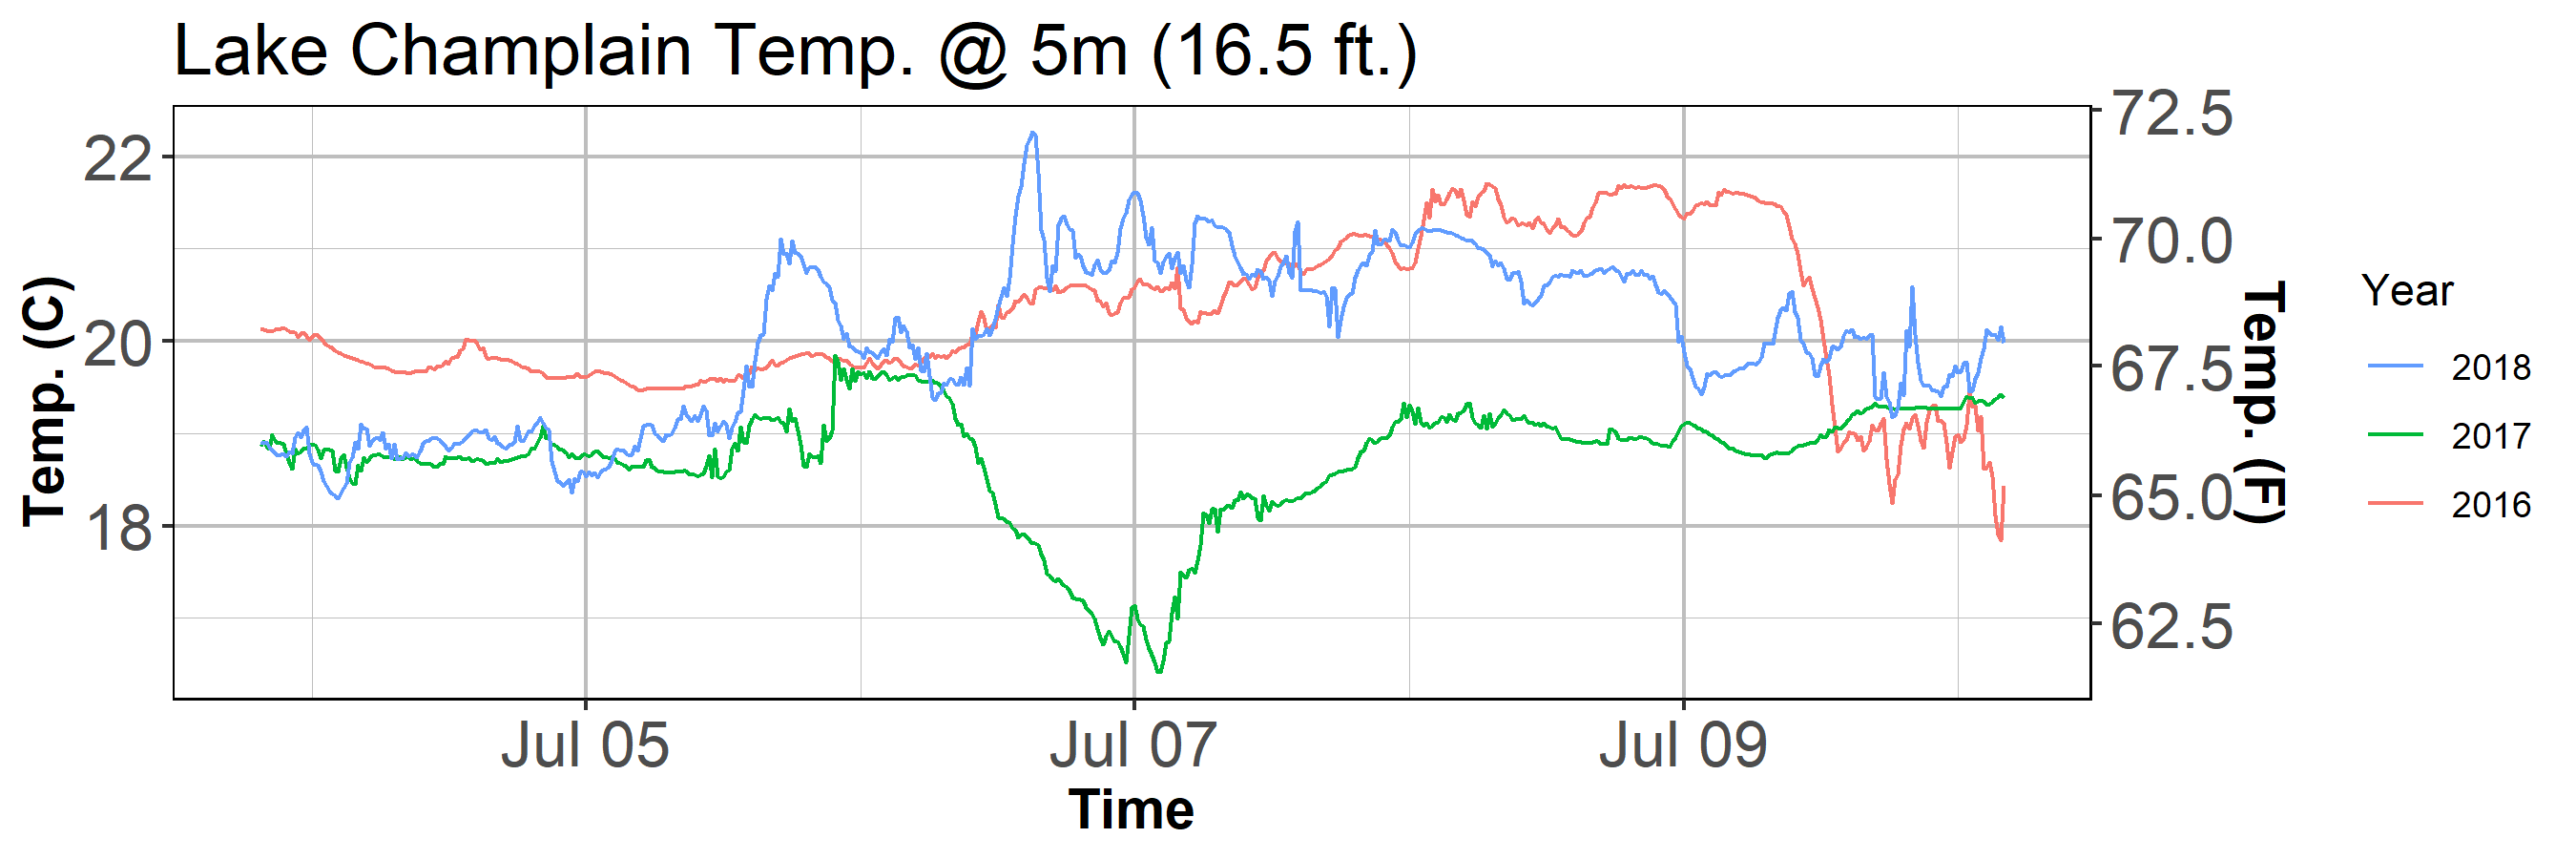 Lake Champlain Temp. @ 5m (16.5 ft.)
Temp. (C)
22
20
18
72.5
70.0
67.5
65.0
62.5
Temp. (F)
Jul 05
Jul 07
Jul 09
Time
Year
2018
2017
2016